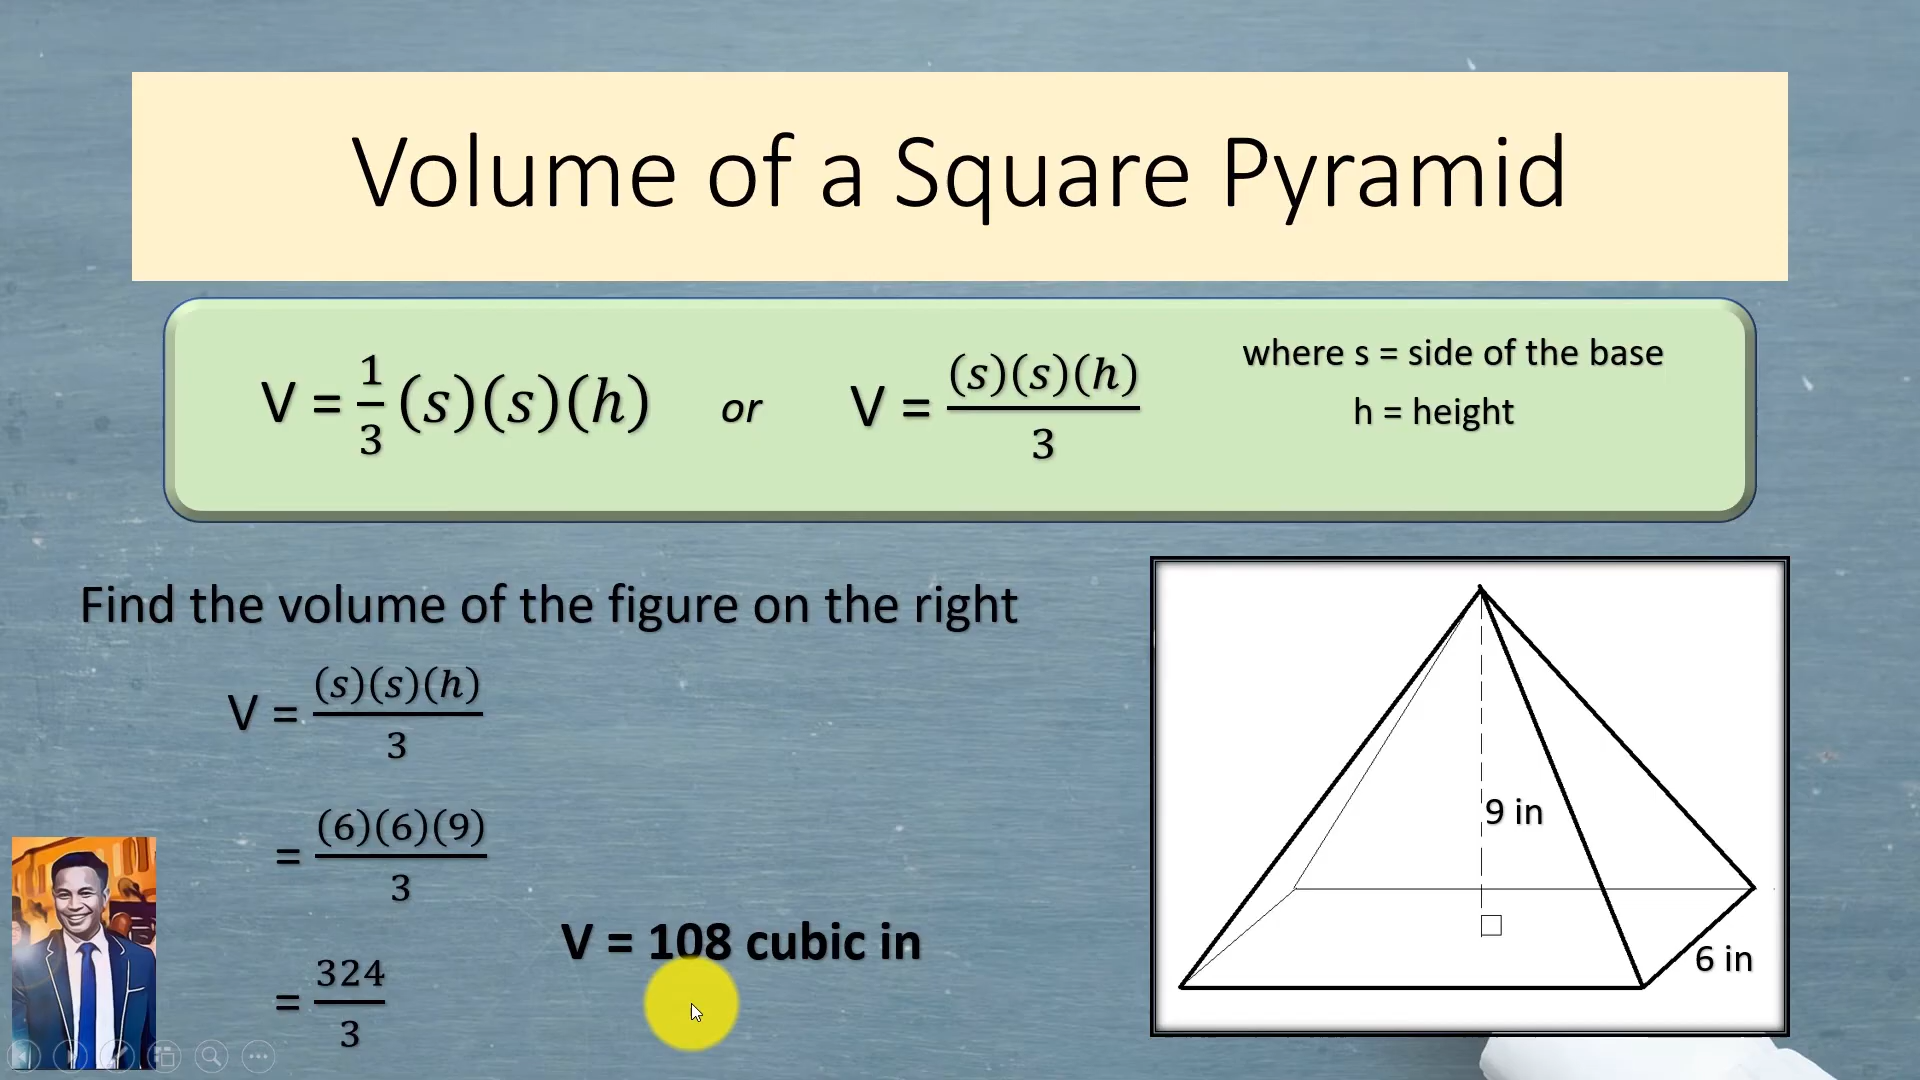 Volume of a Square Pyramid
V = 1/3 (s)(s)(h) or V = (s)(s)(h)/3
where s = side of the base
h = height
Find the volume of the figure on the right
V = (s)(s)(h)/3
= (6)(6)(9)/3
= 324/3
V = 108 cubic in
9 in
6 in